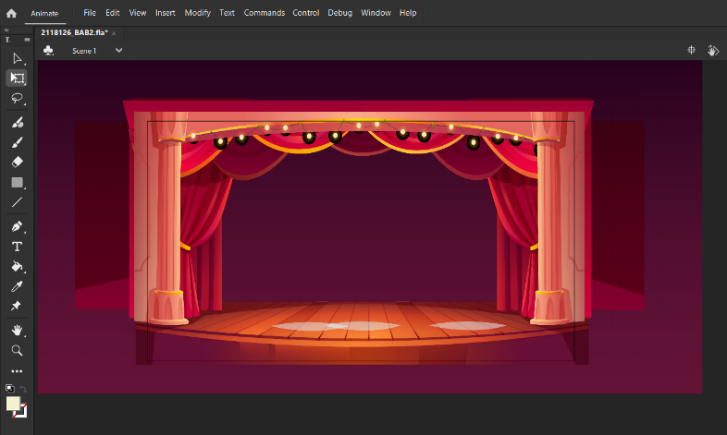 Animate File Edit View Insert Modify Text Commands Control Debug Window Help
2118126_BAB2.fla* ×
Scene 1
T